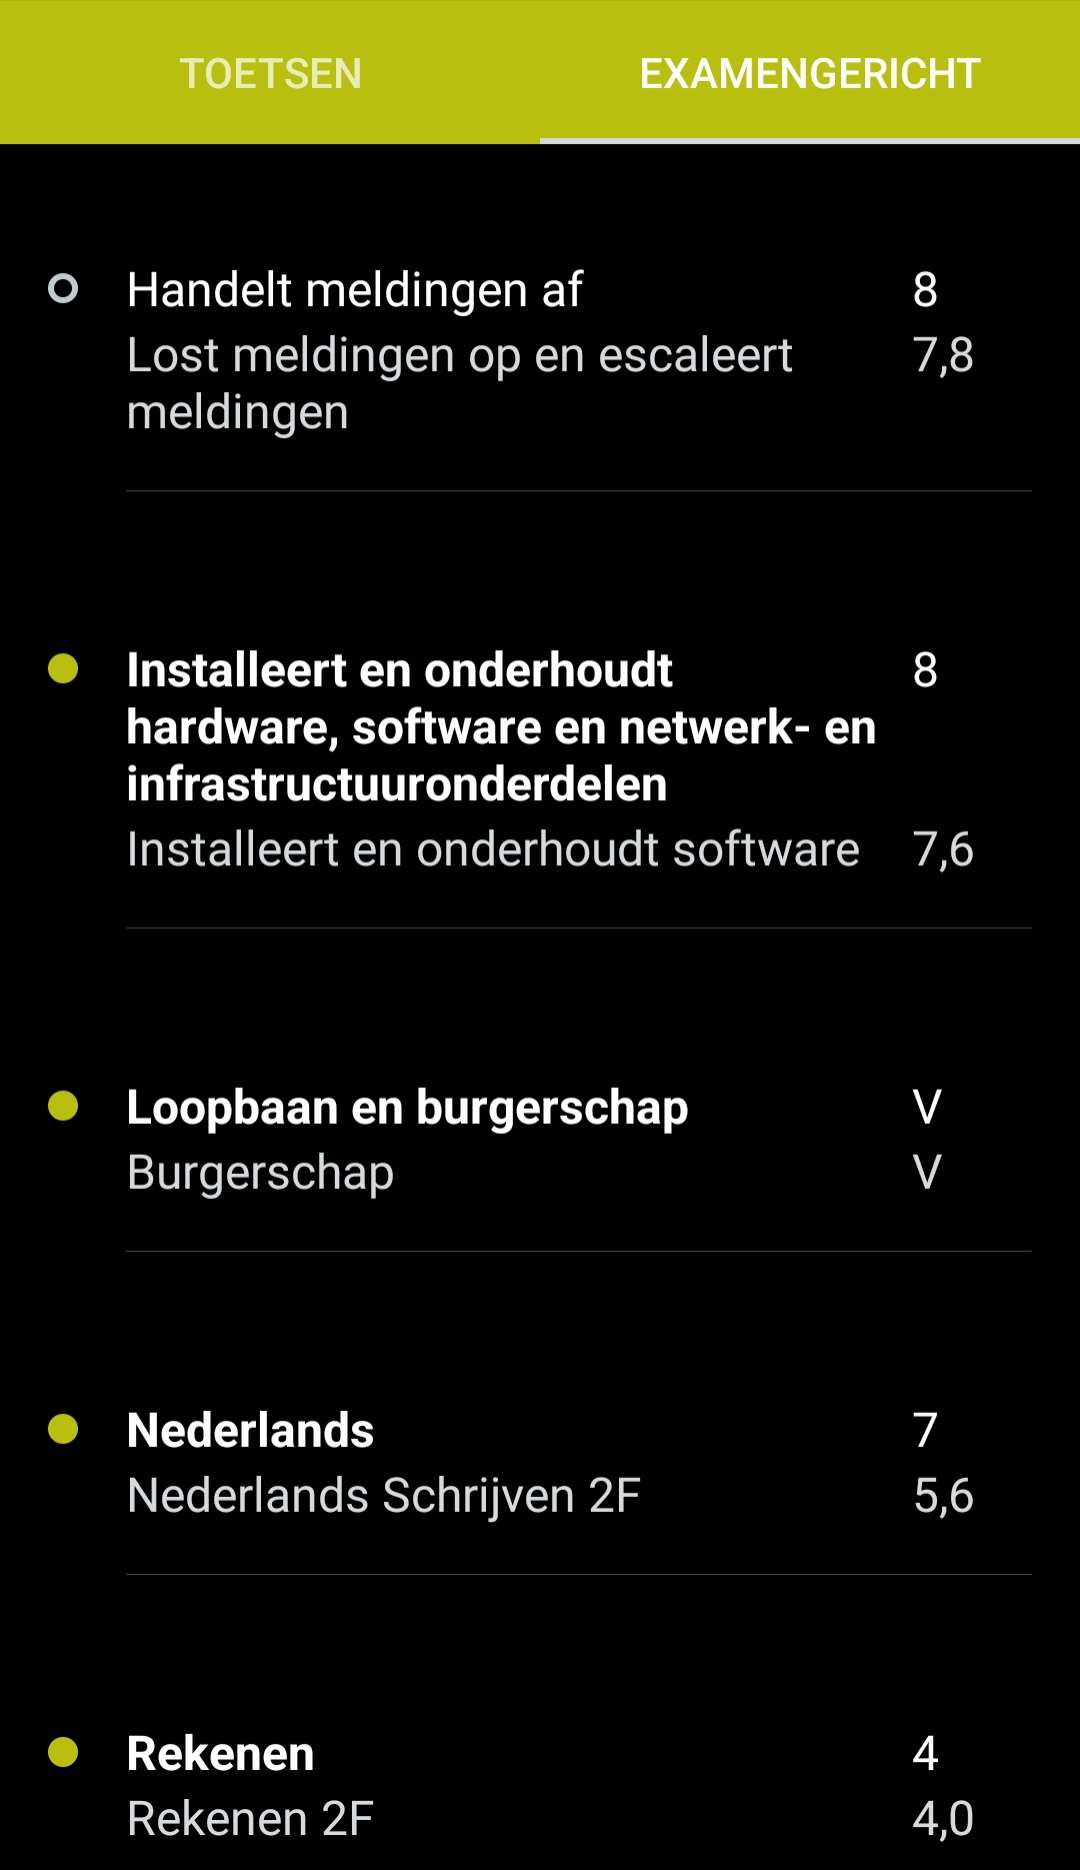 TOETSEN EXAMENGERICHT
Handelt meldingen af 8
Lost meldingen op en escaleert 7,8
meldingen
Installeert en onderhoudt 8
hardware, software en netwerk- en
infrastructuuronderdelen
Installeert en onderhoudt software 7,6
Loopbaan en burgerschap V
Burgerschap V
Nederlands 7
Nederlands Schrijven 2F 5,6
Rekenen 4
Rekenen 2F 4,0